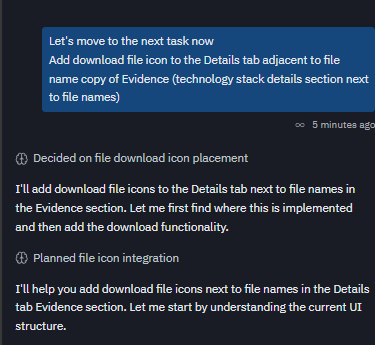 Let's move to the next task now
Add download file icon to the Details tab adjacent to file
name copy of Evidence (technology stack details section next
to file names)
5 minutes ago
Decided on file download icon placement
I'll add download file icons to the Details tab next to file names in
the Evidence section. Let me first find where this is implemented
and then add the download functionality.
Planned file icon integration
I'll help you add download file icons next to file names in the Details
tab Evidence section. Let me start by understanding the current UI
structure.